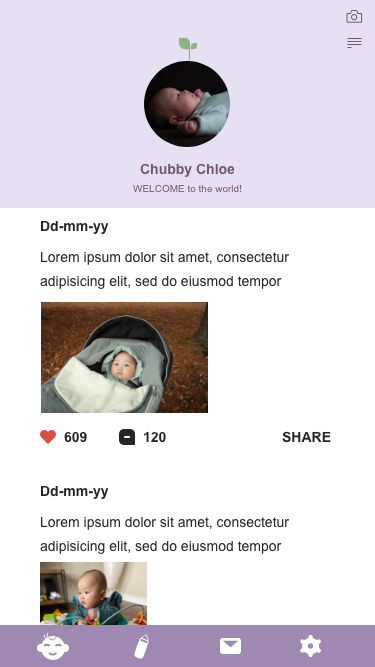 Chubby Chloe
WELCOME to the world!
Dd-mm-yy
Lorem ipsum dolor sit amet, consectetur
adipisicing elit, sed do eiusmod tempor
609 120 SHARE
Dd-mm-yy
Lorem ipsum dolor sit amet, consectetur
adipisicing elit, sed do eiusmod tempor